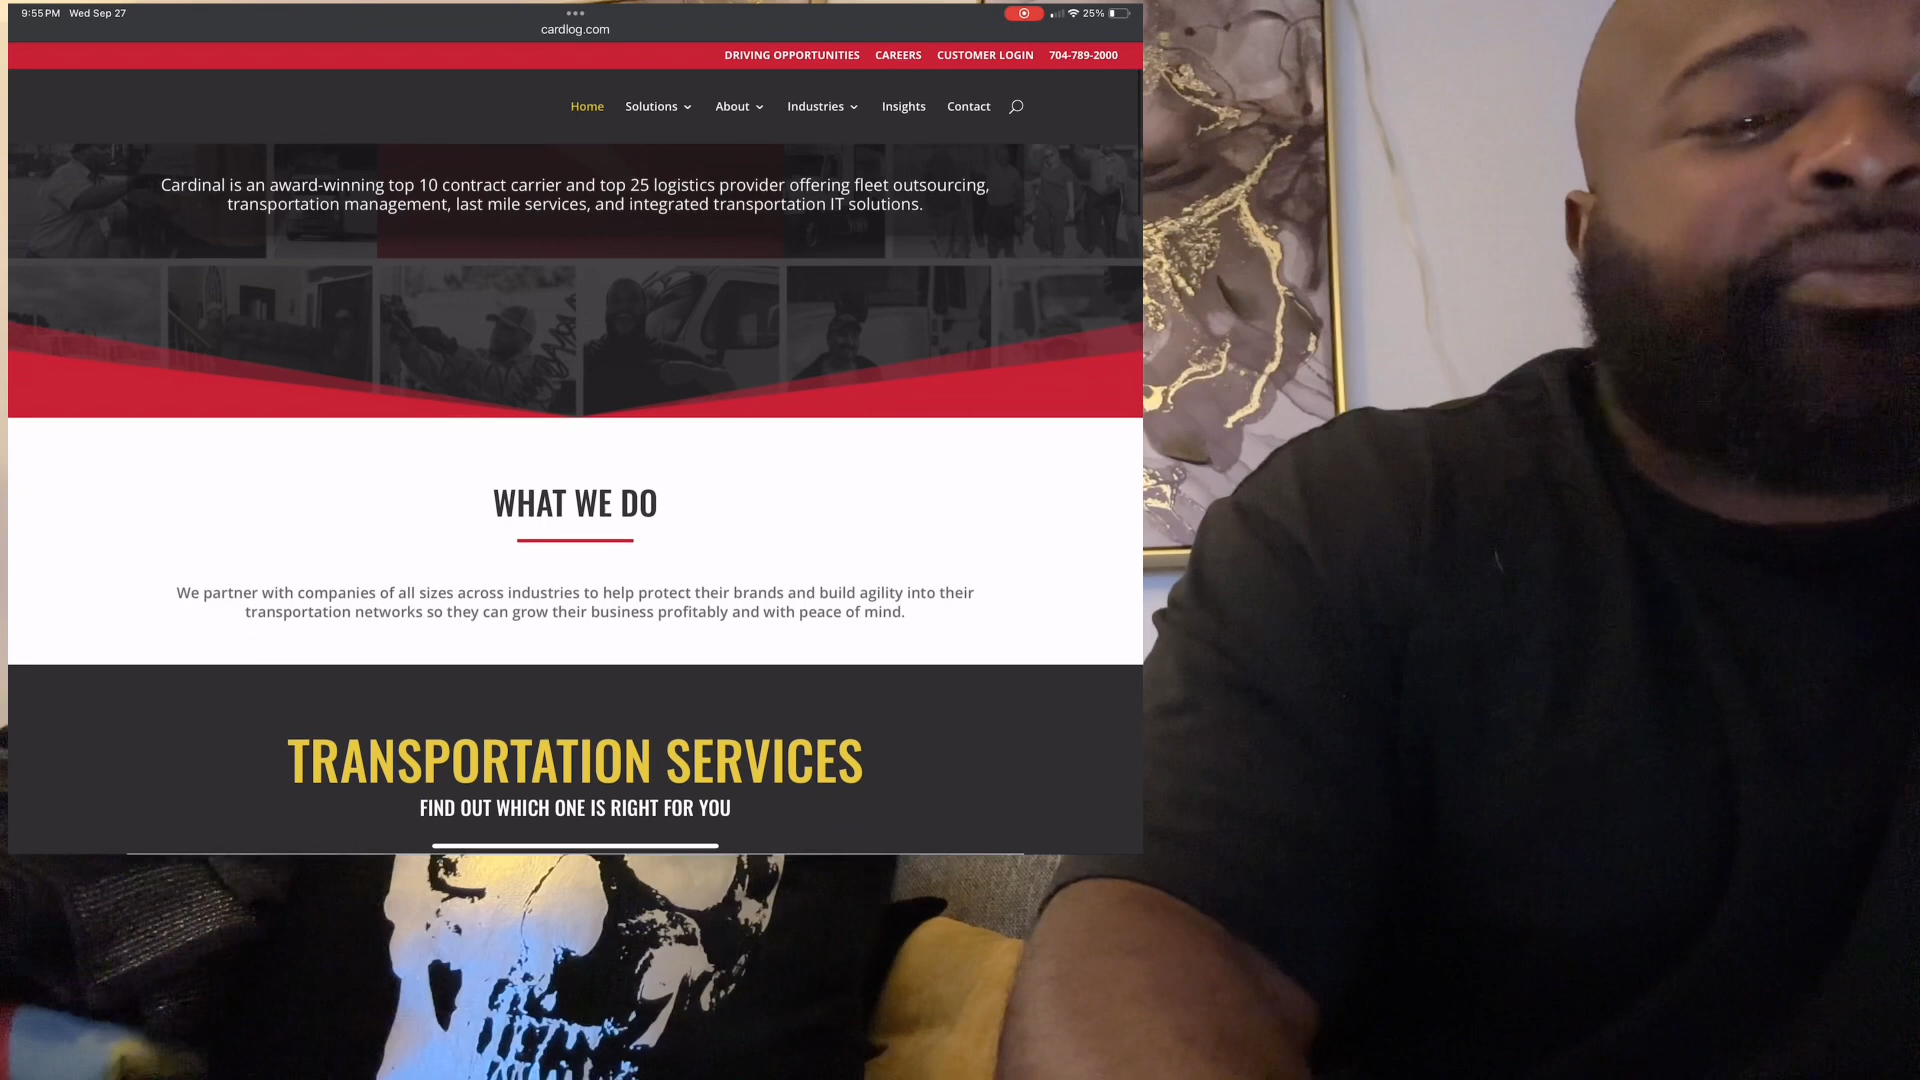 9:55 PM Wed Sep 27
25%
cardlog.com
DRIVING OPPORTUNITIES CAREERS CUSTOMER LOGIN 704-789-2000
Home Solutions About Industries Insights Contact
Cardinal is an award-winning top 10 contract carrier and top 25 logistics provider offering fleet outsourcing,
transportation management, last mile services, and integrated transportation IT solutions.
WHAT WE DO
We partner with companies of all sizes across industries to help protect their brands and build agility into their
transportation networks so they can grow their business profitably and with peace of mind.
TRANSPORTATION SERVICES
FIND OUT WHICH ONE IS RIGHT FOR YOU